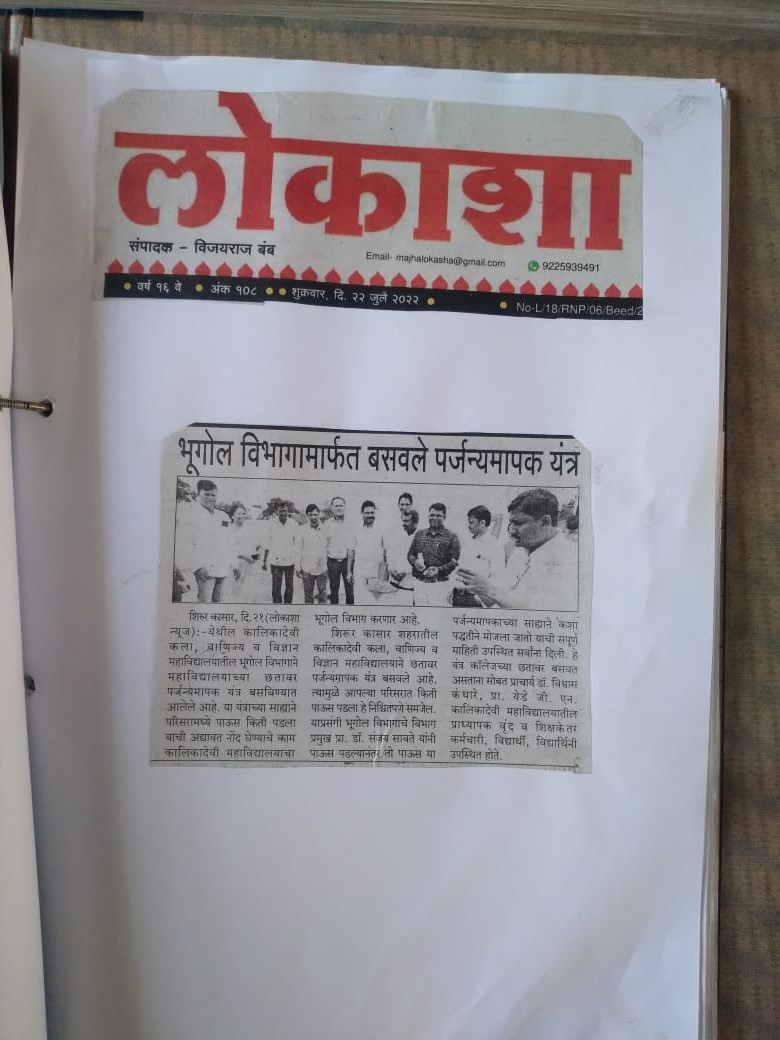 लोकाशा
संपादक - विजयराज बंब
Email- majhalokasha@gmail.com 9225939491
वर्ष १६ वे अंक १०८ शुक्रवार, दि. २२ जुलै २०२२ No-L/18/RNP/06/Beed/2
भूगोल विभागामार्फत बसवले पर्जन्यमापक यंत्र
शिरुर कासार, दि.२१(लोकाशा
न्यूज):-येथील कालिकादेवी
कला, वाणिज्य व विज्ञान
महाविद्यालयातील भूगोल विभागाने
महाविद्यालयाच्या छतावर
पर्जन्यमापक यंत्र बसविण्यात
आलेले आहे. या यंत्राच्या साह्याने
परिसरामध्ये पाऊस किती पडला
याची अद्यावत नोंद घेण्याचे काम
कालिकादेवी महाविद्यालयाचा
भूगोल विभाग करणार आहे.
शिरूर कासार शहरातील
कालिकादेवी कला, वाणिज्य व
विज्ञान महाविद्यालयाने छतावर
पर्जन्यमापक यंत्र बसवले आहे.
त्यामुळे आपल्या परिसरात किती
पाऊस पडला हे निश्चितपणे समजेल.
याप्रसंगी भूगोल विभागाचे विभाग
प्रमुख प्रा. डॉ. संजय सावते यांनी
पाऊस पडल्यानंतर तो पाऊस या
पर्जन्यमापकाच्या साह्याने कशा
पद्धतीने मोजला जातो याची संपूर्ण
माहिती उपस्थित सर्वांना दिली. हे
यंत्र कॉलेजच्या छतावर बसवत
असताना सोबत प्राचार्य डॉ. विश्वास
कंधारे, प्रा. येडे जी. एन.
कालिकादेवी महाविद्यालयातील
प्राध्यापक वृंद व शिक्षकेतर
कर्मचारी, विद्यार्थी, विद्यार्थिनी
उपस्थित होते.